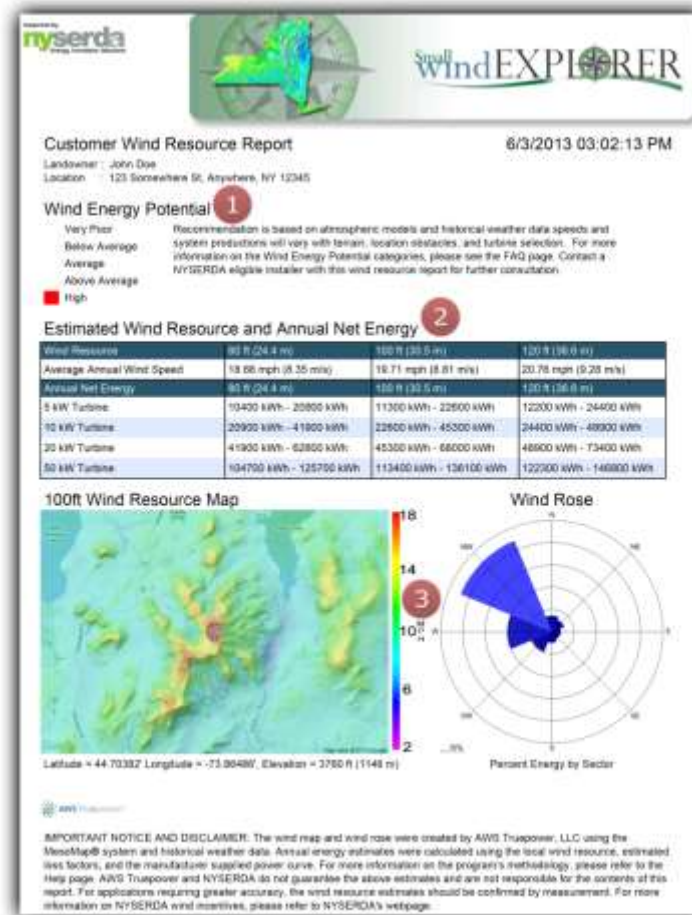 nyserda
Small
windEXPLORER
Customer Wind Resource Report
6/3/2013 03:02:13 PM
Landowner : John Doe
Location : 123 Somewhere St, Anywhere, NY 12345
Wind Energy Potential
1
Very Poor
Below Average
Average
Above Average
High
Recommendation is based on atmospheric models and historical weather data speeds and
system productions will vary with terrain, location obstacles, and turbine selection. For more
information on the Wind Energy Potential categories, please see the FAQ page. Contact a
NYSERDA eligible installer with this wind resource report for further consultation.
Estimated Wind Resource and Annual Net Energy
2
Wind Resource 80 ft (24.4 m) 100 ft (30.5 m) 120 ft (36.6 m)
Average Annual Wind Speed 18.68 mph (8.35 m/s) 19.71 mph (8.81 m/s) 20.76 mph (9.28 m/s)
Annual Net Energy 80 ft (24.4 m) 100 ft (30.5 m) 120 ft (36.6 m)
5 kW Turbine 10400 kWh - 20800 kWh 11300 kWh - 22600 kWh 12200 kWh - 24400 kWh
10 kW Turbine 20900 kWh - 41800 kWh 22600 kWh - 45300 kWh 24400 kWh - 48900 kWh
20 kW Turbine 41900 kWh - 62800 kWh 45300 kWh - 68000 kWh 48900 kWh - 73400 kWh
50 kW Turbine 104700 kWh - 125700 kWh 113400 kWh - 136100 kWh 122300 kWh - 146800 kWh
100ft Wind Resource Map
Wind Rose
18
14
10
6
2
3
N
NE
E
SE
S
SW
W
NW
Latitude = 44.70382° Longitude = -73.86486°, Elevation = 3760 ft (1146 m)
Percent Energy by Sector
AWS Truepower
IMPORTANT NOTICE AND DISCLAIMER: The wind map and wind rose were created by AWS Truepower, LLC using the
MesoMap® system and historical weather data. Annual energy estimates were calculated using the local wind resource, estimated
loss factors, and the manufacturer supplied power curve. For more information on the program's methodology, please refer to the
Help page. AWS Truepower and NYSERDA do not guarantee the above estimates and are not responsible for the contents of this
report. For applications requiring greater accuracy, the wind resource estimates should be confirmed by measurement. For more
information on NYSERDA wind incentives, please refer to NYSERDA's webpage.